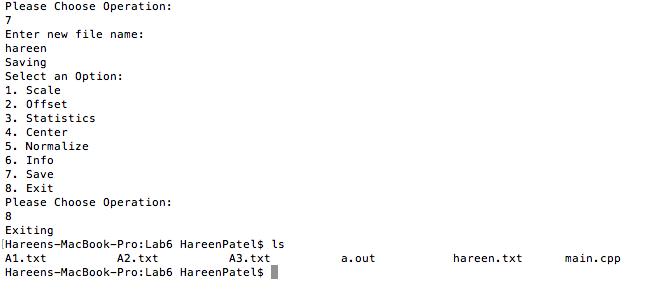 Please Choose Operation:
7
Enter new file name:
hareen
Saving
Select an Option:
1. Scale
2. Offset
3. Statistics
4. Center
5. Normalize
6. Info
7. Save
8. Exit
Please Choose Operation:
8
Exiting
[Hareens-MacBook-Pro:Lab6 HareenPatel$ ls
A1.txt A2.txt A3.txt a.out hareen.txt main.cpp
Hareens-MacBook-Pro:Lab6 HareenPatel$